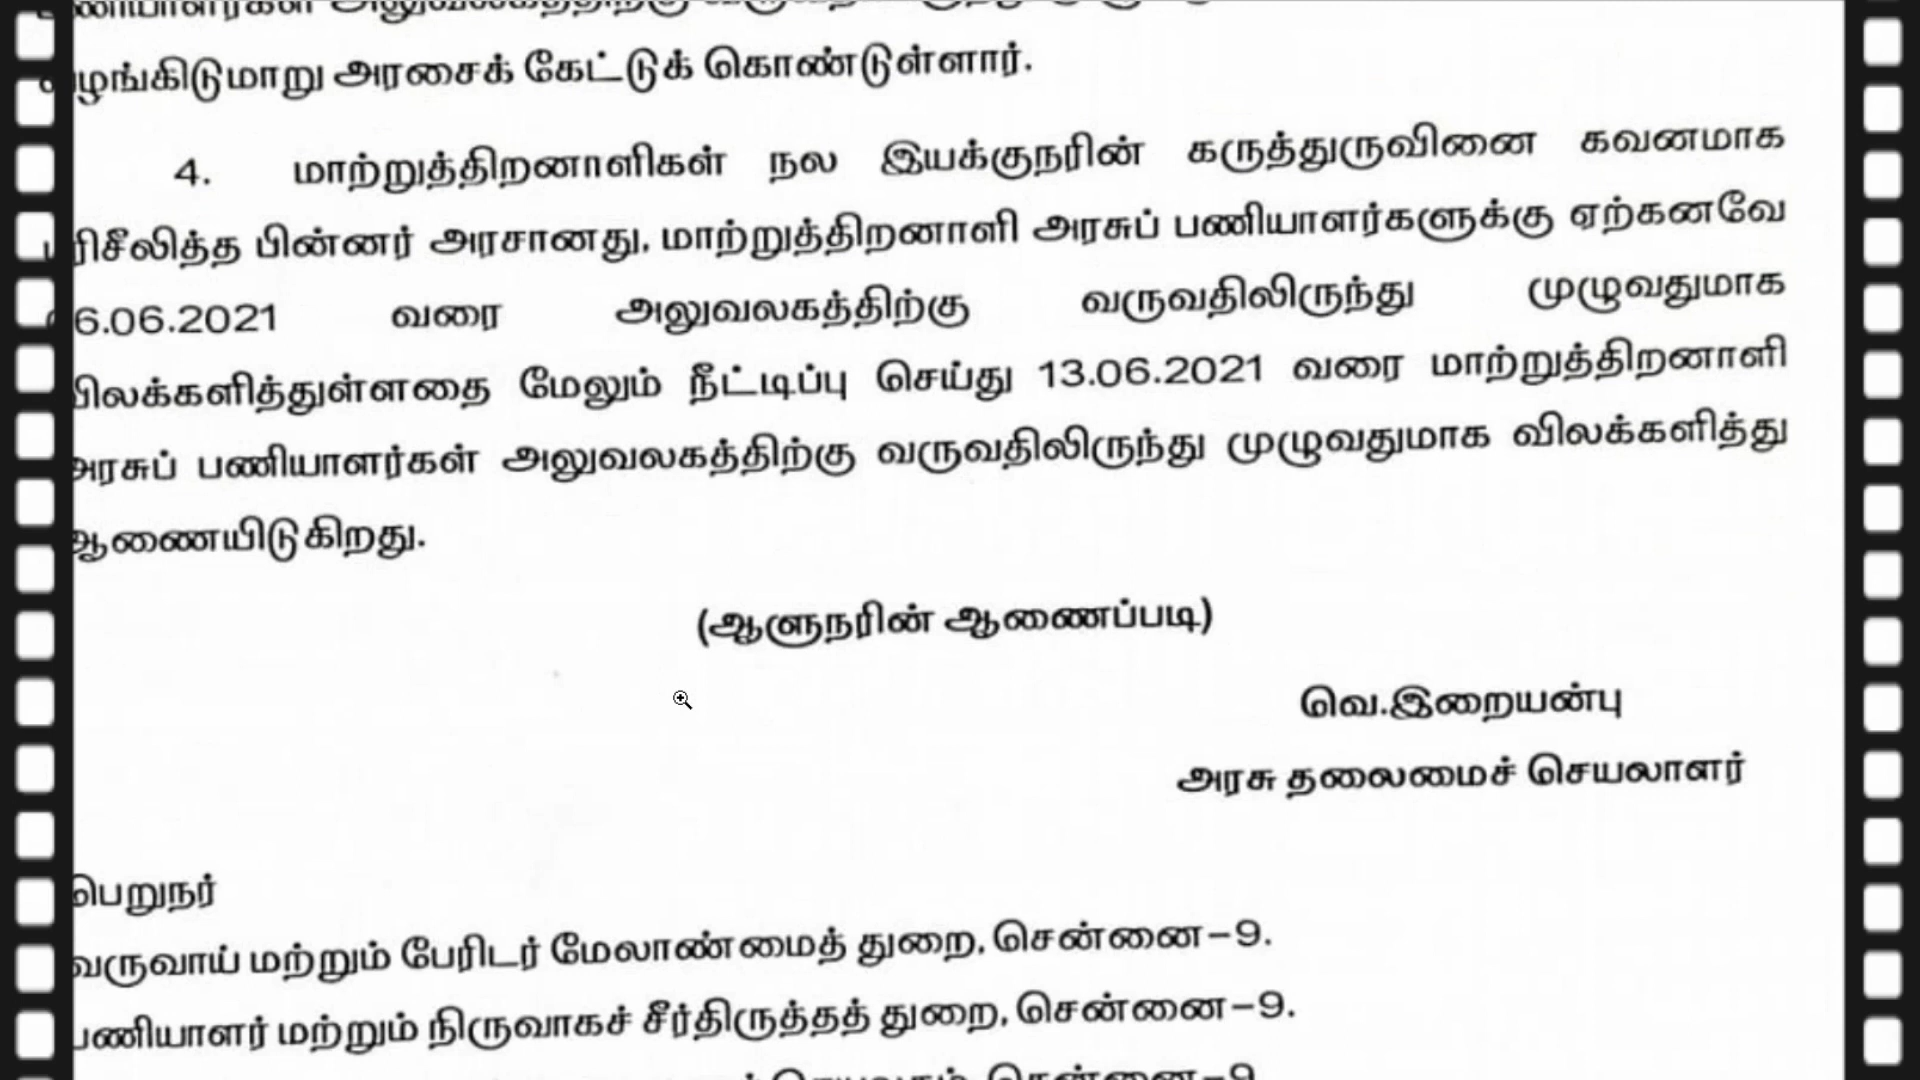 வழங்கிடுமாறு அரசைக் கேட்டுக் கொண்டுள்ளார்.
4. மாற்றுத்திறனாளிகள் நல இயக்குநரின் கருத்துருவினை கவனமாக
பரிசீலித்த பின்னர் அரசானது, மாற்றுத்திறனாளி அரசுப் பணியாளர்களுக்கு ஏற்கனவே
06.06.2021 வரை அலுவலகத்திற்கு வருவதிலிருந்து முழுவதுமாக
விலக்களித்துள்ளதை மேலும் நீட்டிப்பு செய்து 13.06.2021 வரை மாற்றுத்திறனாளி
அரசுப் பணியாளர்கள் அலுவலகத்திற்கு வருவதிலிருந்து முழுவதுமாக விலக்களித்து
ஆணையிடுகிறது.
(ஆளுநரின் ஆணைப்படி)
வெ.இறையன்பு
அரசு தலைமைச் செயலாளர்
பெறுநர்
வருவாய் மற்றும் பேரிடர் மேலாண்மைத் துறை, சென்னை–9.
பணியாளர் மற்றும் நிருவாகச் சீர்திருத்தத் துறை, சென்னை–9.